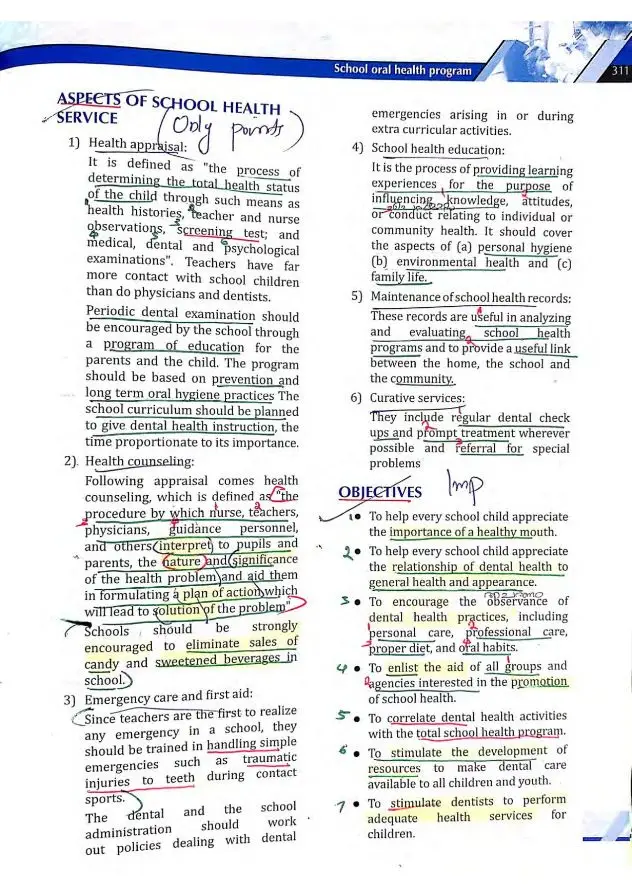 School oral health program
311
ASPECTS OF SCHOOL HEALTH
SERVICE
(Only points)
1) Health appraisal:
It is defined as "the process of
determining the total health status
of the child through such means as
health histories, teacher and nurse
observations, screening test; and
medical, dental and psychological
examinations". Teachers have far
more contact with school children
than do physicians and dentists.
Periodic dental examination should
be encouraged by the school through
a program of education for the
parents and the child. The program
should be based on prevention and
long term oral hygiene practices The
school curriculum should be planned
to give dental health instruction, the
time proportionate to its importance.
2) Health counseling:
Following appraisal comes health
counseling, which is defined as "the
procedure by which nurse, teachers,
physicians, guidance personnel,
and others interpret to pupils and
parents, the nature and significance
of the health problem and aid them
in formulating a plan of action which
will lead to solution of the problem"
Schools should be strongly
encouraged to eliminate sales of
candy and sweetened beverages in
school.
3) Emergency care and first aid:
Since teachers are the first to realize
any emergency in a school, they
should be trained in handling simple
emergencies such as traumatic
injuries to teeth during contact
sports.
The dental and the school
administration should work
out policies dealing with dental
emergencies arising in or during
extra curricular activities.
4) School health education:
It is the process of providing learning
experiences for the purpose of
influencing knowledge, attitudes,
or conduct relating to individual or
community health. It should cover
the aspects of (a) personal hygiene
(b) environmental health and (c)
family life.
5) Maintenance of school health records:
These records are useful in analyzing
and evaluating school health
programs and to provide a useful link
between the home, the school and
the community.
6) Curative services:
They include regular dental check
ups and prompt treatment wherever
possible and referral for special
problems
OBJECTIVES
Imp
1 • To help every school child appreciate
the importance of a healthy mouth.
2 • To help every school child appreciate
the relationship of dental health to
general health and appearance.
3 • To encourage the observance of
dental health practices, including
personal care, professional care,
proper diet, and oral habits.
4 • To enlist the aid of all groups and
agencies interested in the promotion
of school health.
5 • To correlate dental health activities
with the total school health program.
6 • To stimulate the development of
resources to make dental care
available to all children and youth.
7 • To stimulate dentists to perform
adequate health services for
children.